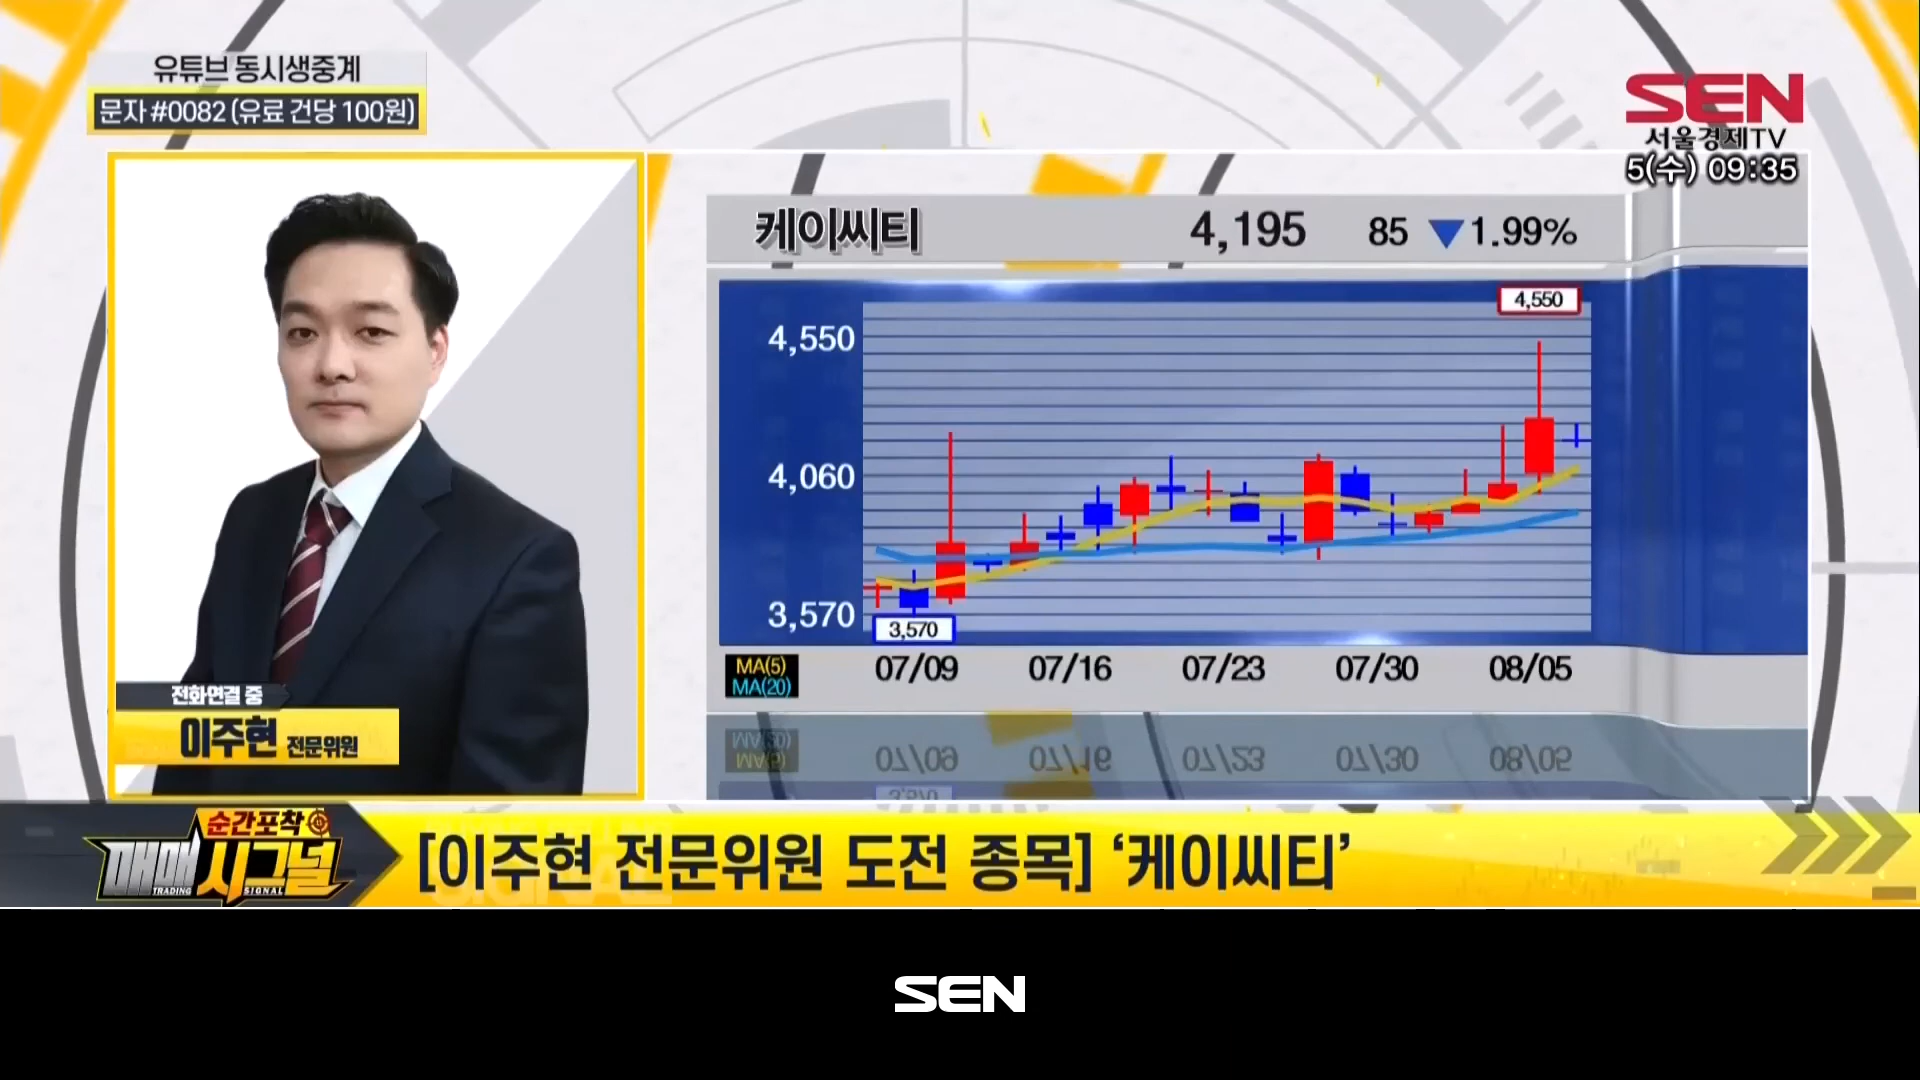 유튜브 동시생중계
문자 #0082 (유료 건당 100원)
SEN
서울경제TV
5(수) 09:35
케이씨티 4,195 85 ▼1.99%
4,550
4,550
4,060
3,570
3,570
MA(5)
MA(20)
07/09 07/16 07/23 07/30 08/05
전화연결 중
이주현 전문위원
순간포착
매매 시그널
TRADING SIGNAL
[이주현 전문위원 도전 종목] ‘케이씨티’
SEN